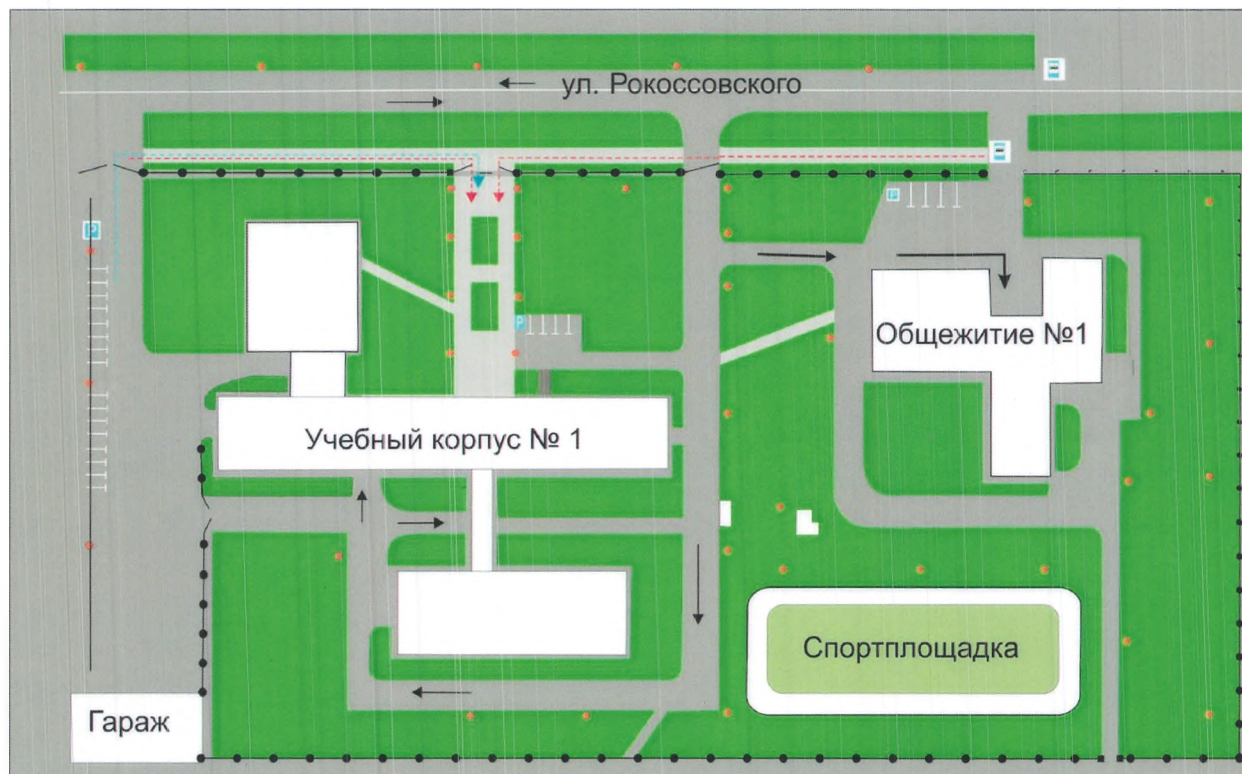 ул. Рокоссовского
P
P
Общежитие №1
P
Учебный корпус № 1
Спортплощадка
Гараж